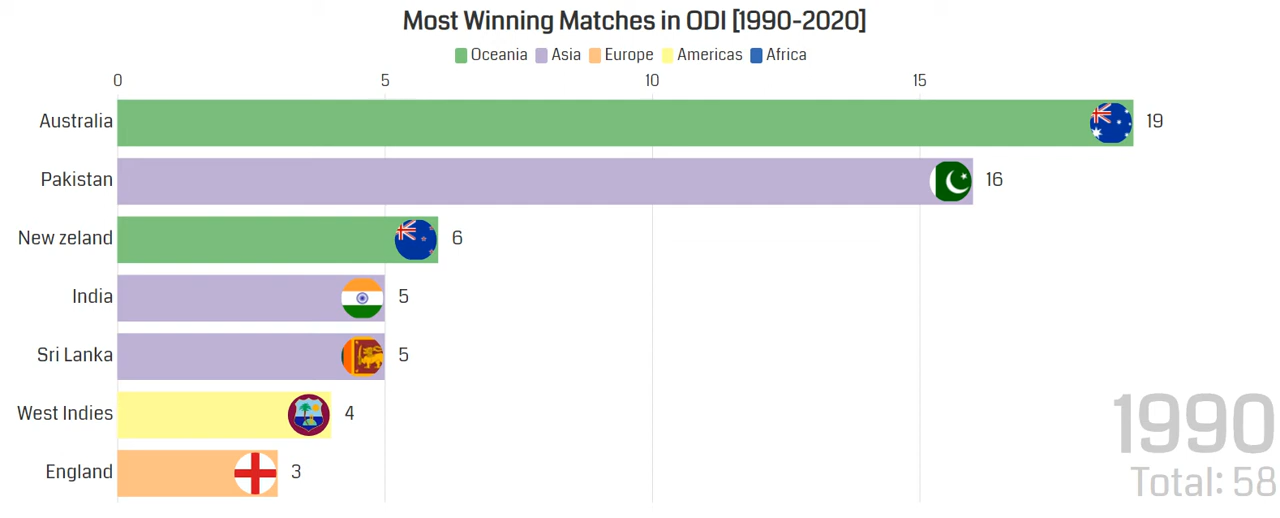 Most Winning Matches in ODI [1990-2020]
Oceania Asia Europe Americas Africa
0 5 10 15
Australia 19
Pakistan 16
New zeland 6
India 5
Sri Lanka 5
West Indies 4
England 3
1990
Total: 58